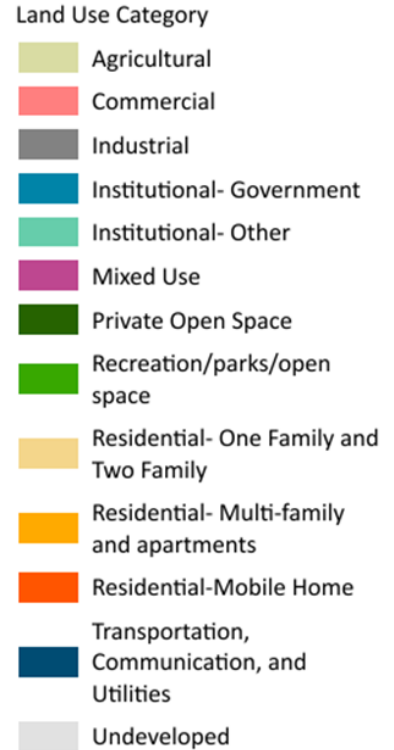 Land Use Category
Agricultural
Commercial
Industrial
Institutional- Government
Institutional- Other
Mixed Use
Private Open Space
Recreation/parks/open
space
Residential- One Family and
Two Family
Residential- Multi-family
and apartments
Residential-Mobile Home
Transportation,
Communication, and
Utilities
Undeveloped